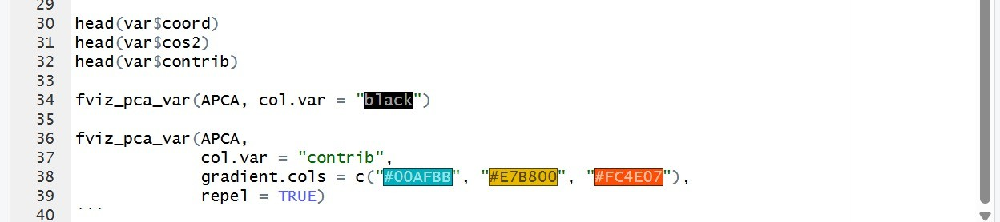 29
30 head(var$coord)
31 head(var$cos2)
32 head(var$contrib)
33
34 fviz_pca_var(APCA, col.var = "black")
35
36 fviz_pca_var(APCA,
37              col.var = "contrib",
38              gradient.cols = c("#00AFBB", "#E7B800", "#FC4E07"),
39              repel = TRUE)
40 ```